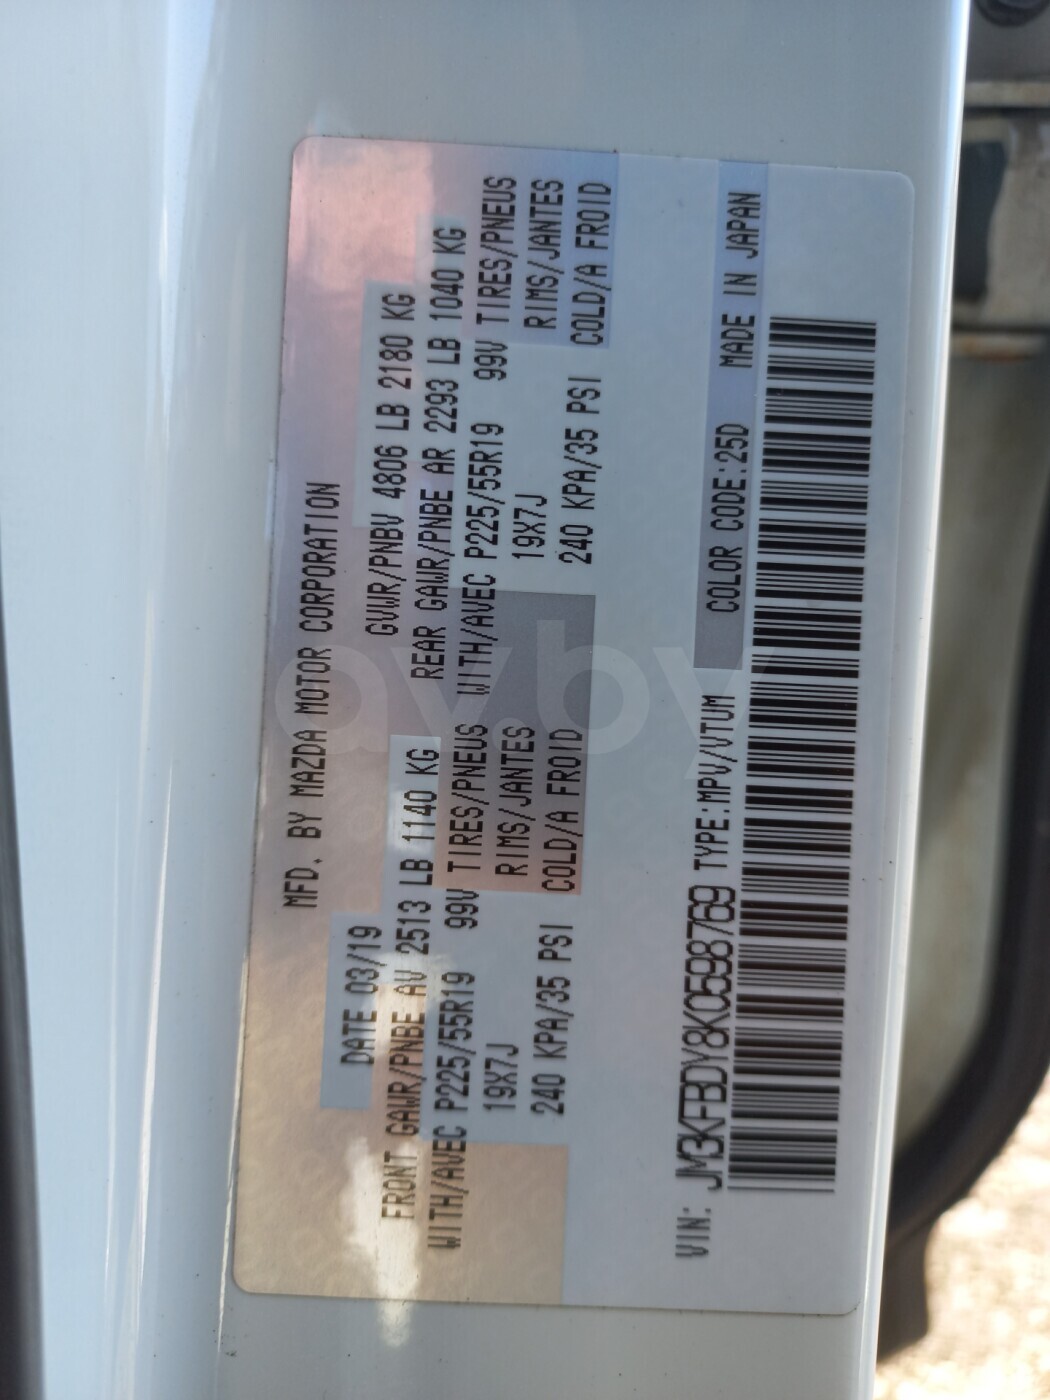 MFD. BY MAZDA MOTOR CORPORATION
DATE 03/19 GVWR/PNBV 4806 LB 2180 KG
FRONT GAWR/PNBE AV 2513 LB 1140 KG REAR GAWR/PNBE AR 2293 LB 1040 KG
WITH/AVEC P225/55R19 99V TIRES/PNEUS WITH/AVEC P225/55R19 99V TIRES/PNEUS
19X7J RIMS/JANTES 19X7J RIMS/JANTES
240 KPA/35 PSI COLD/A FROID 240 KPA/35 PSI COLD/A FROID
VIN: JM3KFBDY8K0598769 TYPE:MPV/VTUM COLOR CODE:25D MADE IN JAPAN
av.by